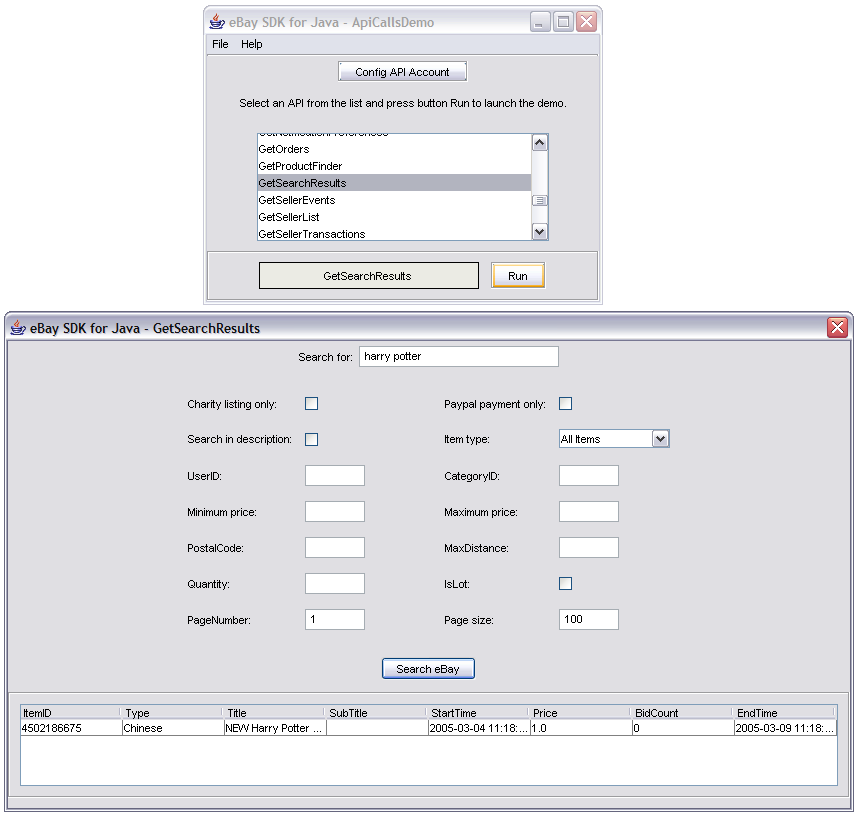 eBay SDK for Java - ApiCallsDemo
File Help
Config API Account
Select an API from the list and press button Run to launch the demo.
GetNotificationPreferences
GetOrders
GetProductFinder
GetSearchResults
GetSellerEvents
GetSellerList
GetSellerTransactions
GetSearchResults Run
eBay SDK for Java - GetSearchResults
Search for: harry potter
Charity listing only: Paypal payment only:
Search in description: Item type: All Items
UserID: CategoryID:
Minimum price: Maximum price:
PostalCode: MaxDistance:
Quantity: IsLot:
PageNumber: 1 Page size: 100
Search eBay
ItemID Type Title SubTitle StartTime Price BidCount EndTime
4502186675 Chinese NEW Harry Potter ... 2005-03-04 11:18:... 1.0 0 2005-03-09 11:18:...